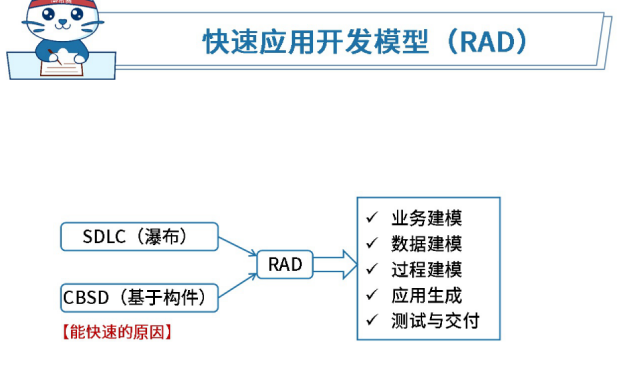 快速应用开发模型（RAD）
SDLC（瀑布）
CBSD（基于构件）
【能快速的原因】
RAD
✓ 业务建模
✓ 数据建模
✓ 过程建模
✓ 应用生成
✓ 测试与交付